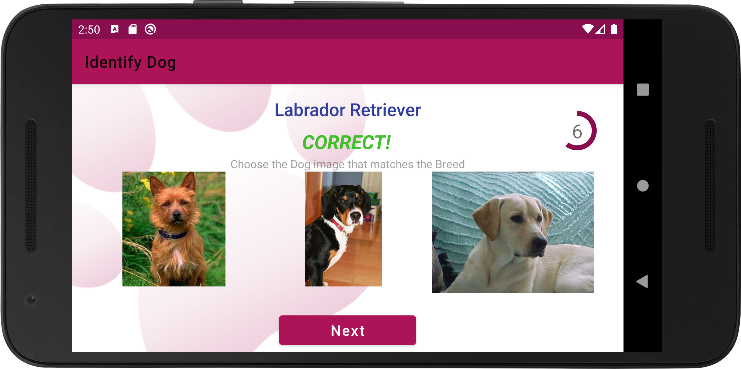 2:50
Identify Dog
Labrador Retriever
6
CORRECT!
Choose the Dog image that matches the Breed
Next